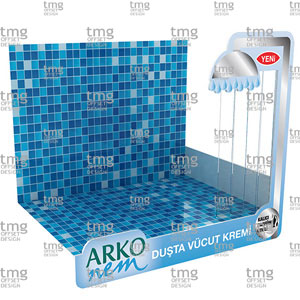 YENİ
ARKO
nem
DUŞTA VÜCUT KREMİ
tmg
OFFSET
DESIGN